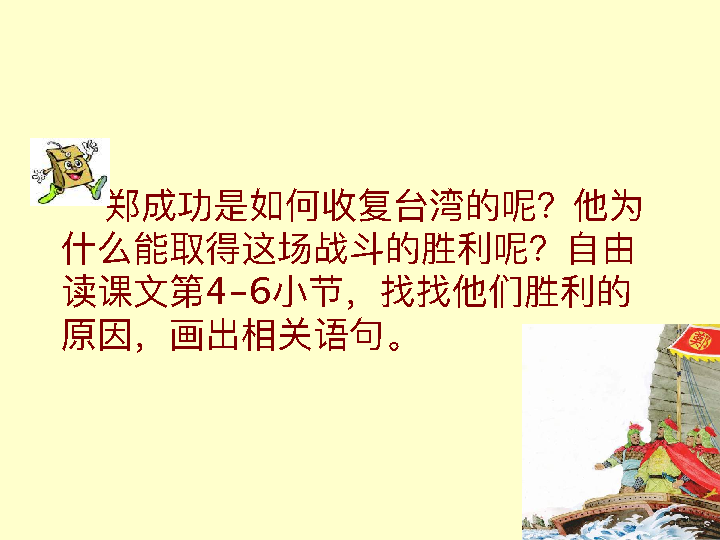 郑成功是如何收复台湾的呢？他为
什么能取得这场战斗的胜利呢？自由
读课文第4–6小节，找找他们胜利的
原因，画出相关语句。
鄭